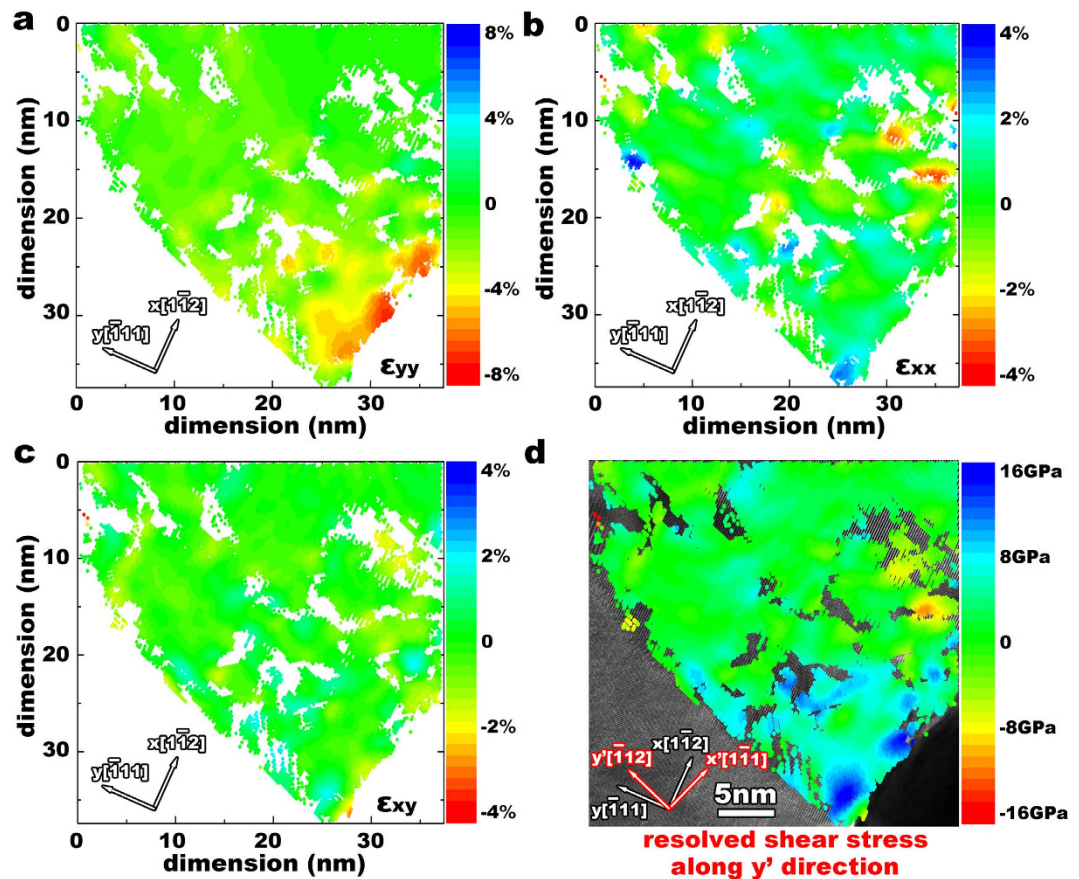 a
8%
4%
0
-4%
-8%
0
10
20
30
dimension (nm)
y[1̄11]
x[11̄2]
εyy
0 10 20 30
dimension (nm)
b
4%
2%
0
-2%
-4%
0
10
20
30
dimension (nm)
y[1̄11]
x[11̄2]
εxx
0 10 20 30
dimension (nm)
c
4%
2%
0
-2%
-4%
0
10
20
30
dimension (nm)
y[1̄11]
x[11̄2]
εxy
0 10 20 30
dimension (nm)
d
16GPa
8GPa
0
-8GPa
-16GPa
y'[1̄12]
x[11̄2]
x'[11̄1]
y[1̄11]
5nm
resolved shear stress
along y' direction